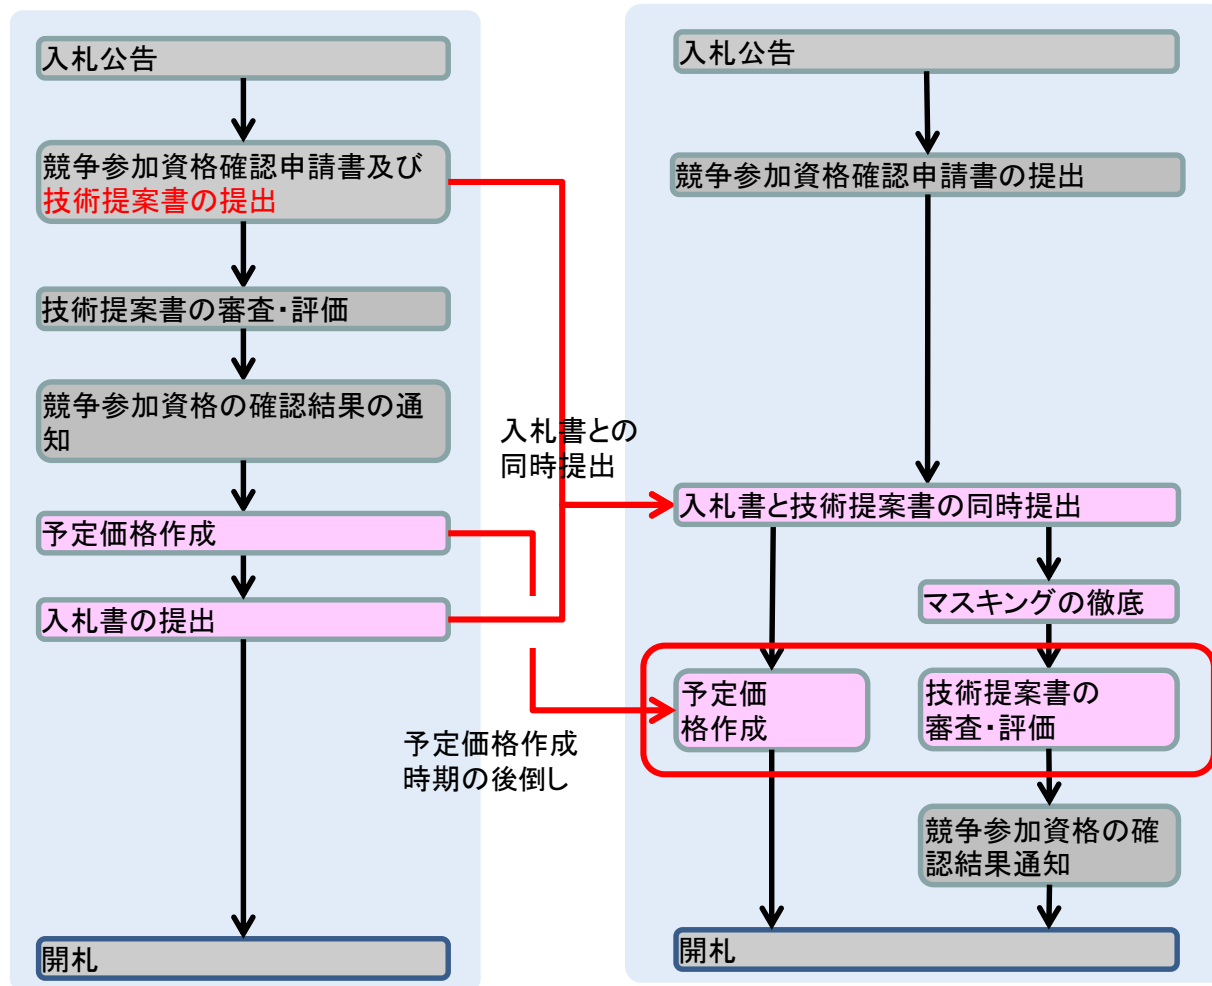 入札公告
競争参加資格確認申請書及び
技術提案書の提出
技術提案書の審査・評価
競争参加資格の確認結果の通
知
予定価格作成
入札書の提出
開札
入札書との
同時提出
予定価格作成
時期の後倒し
入札公告
競争参加資格確認申請書の提出
入札書と技術提案書の同時提出
マスキングの徹底
予定価
格作成
技術提案書の
審査・評価
競争参加資格の確
認結果通知
開札